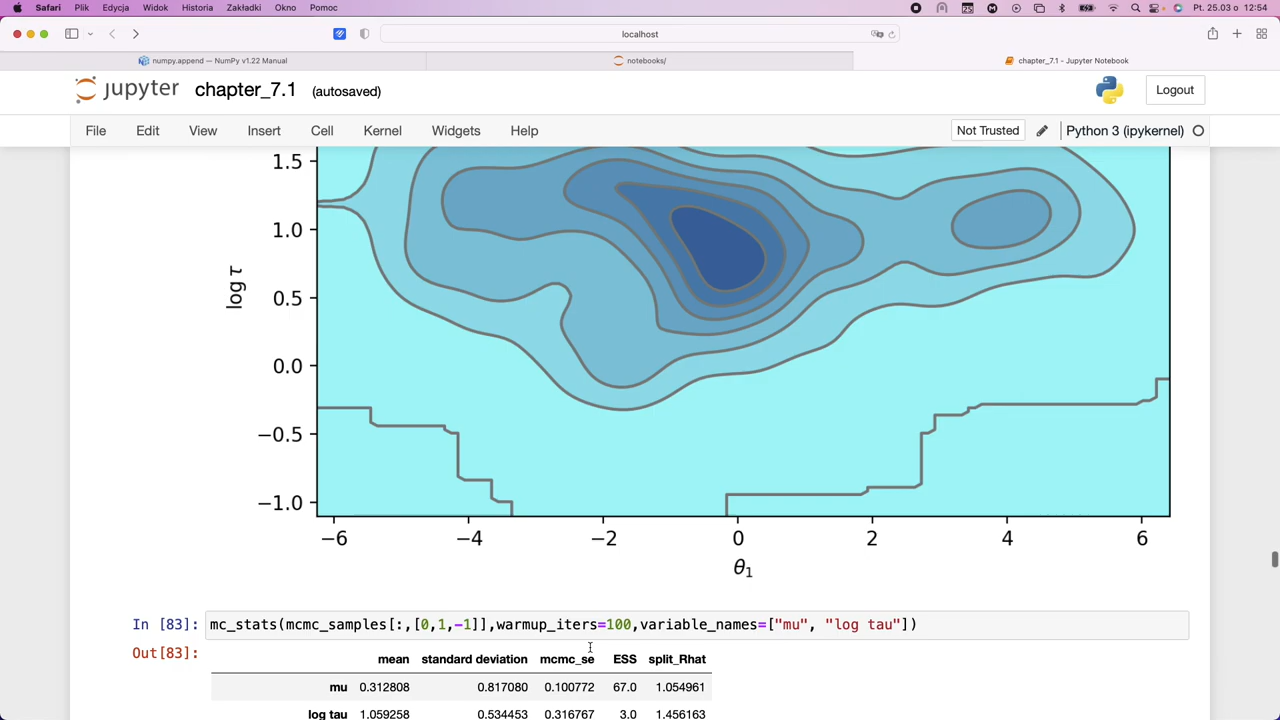 Safari Plik Edycja Widok Historia Zakładki Okno Pomoc Pt. 25.03 o 12:54
localhost
numpy.append — NumPy v1.22 Manual notebooks/ chapter_7.1 - Jupyter Notebook
jupyter chapter_7.1 (autosaved) Logout
File Edit View Insert Cell Kernel Widgets Help Not Trusted Python 3 (ipykernel)
1.5
1.0
log τ
0.5
0.0
−0.5
−1.0
−6 −4 −2 0 2 4 6
θ1
In [83]: mc_stats(mcmc_samples[:,[0,1,-1]],warmup_iters=100,variable_names=["mu", "log tau"])
Out[83]:
mean standard deviation mcmc_se ESS split_Rhat
mu 0.312808 0.817080 0.100772 67.0 1.054961
log tau 1.059258 0.534453 0.316767 3.0 1.456163